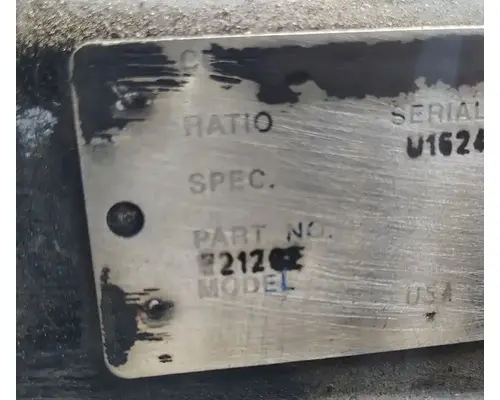 RATIO SERIAL
U1624
SPEC.
PART NO.
MODEL USA